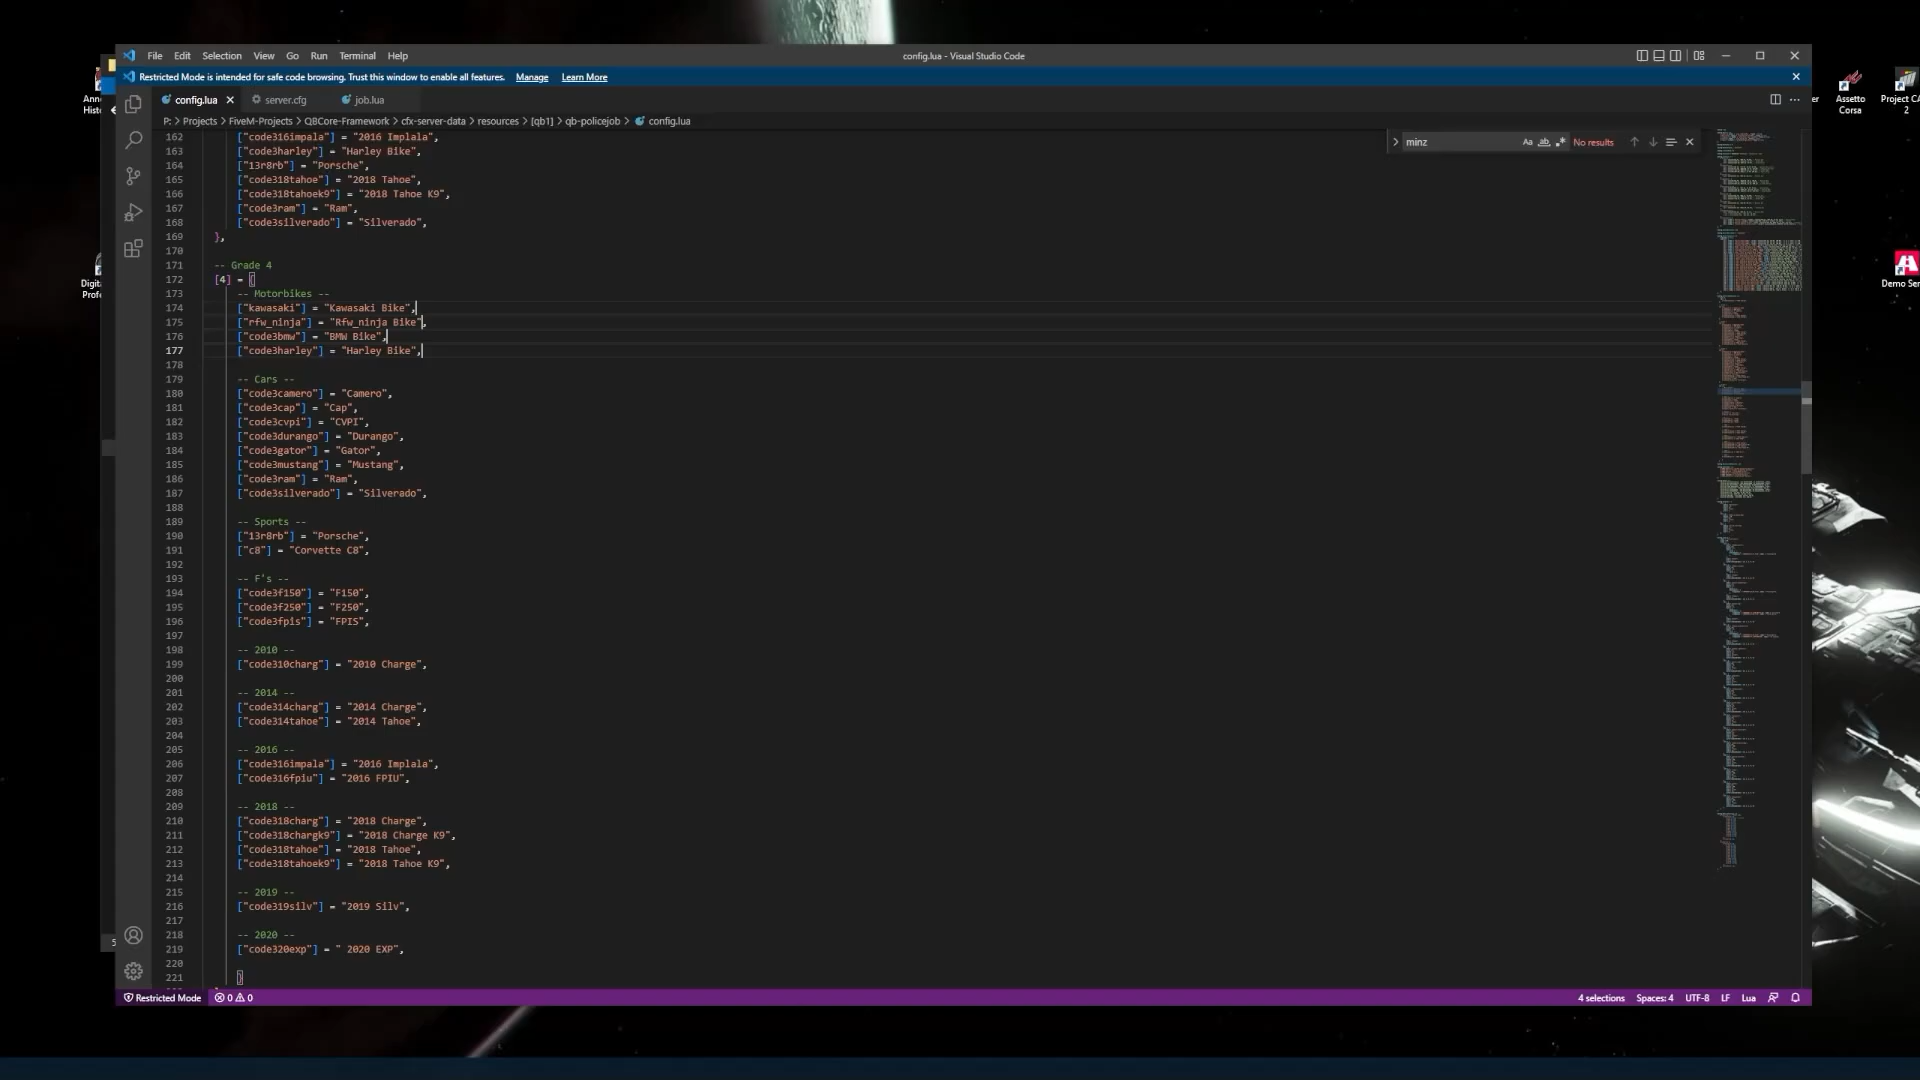 File Edit Selection View Go Run Terminal Help
config.lua - Visual Studio Code
Restricted Mode is intended for safe code browsing. Trust this window to enable all features. Manage Learn More
config.lua server.cfg job.lua
P: > Projects > FiveM-Projects > QBCore-Framework > cfx-server-data > resources > [qb1] > qb-policejob > config.lua
minz
Aa ab .* No results
162 ["code316impala"] = "2016 Implala",
163 ["code3harley"] = "Harley Bike",
164 ["13r8rb"] = "Porsche",
165 ["code318tahoe"] = "2018 Tahoe",
166 ["code318tahoek9"] = "2018 Tahoe K9",
167 ["code3ram"] = "Ram",
168 ["code3silverado"] = "Silverado",
169 },
170
171 -- Grade 4
172 [4] = {
173 -- Motorbikes --
174 ["kawasaki"] = "Kawasaki Bike",
175 ["rfw_ninja"] = "Rfw_ninja Bike",
176 ["code3bmw"] = "BMW Bike",
177 ["code3harley"] = "Harley Bike",
178
179 -- Cars --
180 ["code3camero"] = "Camero",
181 ["code3cap"] = "Cap",
182 ["code3cvpi"] = "CVPI",
183 ["code3durango"] = "Durango",
184 ["code3gator"] = "Gator",
185 ["code3mustang"] = "Mustang",
186 ["code3ram"] = "Ram",
187 ["code3silverado"] = "Silverado",
188
189 -- Sports --
190 ["13r8rb"] = "Porsche",
191 ["c8"] = "Corvette C8",
192
193 -- F's --
194 ["code3f150"] = "F150",
195 ["code3f250"] = "F250",
196 ["code3fpis"] = "FPIS",
197
198 -- 2010 --
199 ["code310charg"] = "2010 Charge",
200
201 -- 2014 --
202 ["code314charg"] = "2014 Charge",
203 ["code314tahoe"] = "2014 Tahoe",
204
205 -- 2016 --
206 ["code316impala"] = "2016 Implala",
207 ["code316fpiu"] = "2016 FPIU",
208
209 -- 2018 --
210 ["code318charg"] = "2018 Charge",
211 ["code318chargk9"] = "2018 Charge K9",
212 ["code318tahoe"] = "2018 Tahoe",
213 ["code318tahoek9"] = "2018 Tahoe K9",
214
215 -- 2019 --
216 ["code319silv"] = "2019 Silv",
217
218 -- 2020 --
219 ["code320exp"] = " 2020 EXP",
220
221 }
Restricted Mode 0 0
4 selections Spaces: 4 UTF-8 LF Lua
Assetto Corsa
Project CA
2
Demo Ser
Anno
Histo
Digita
Profe
5